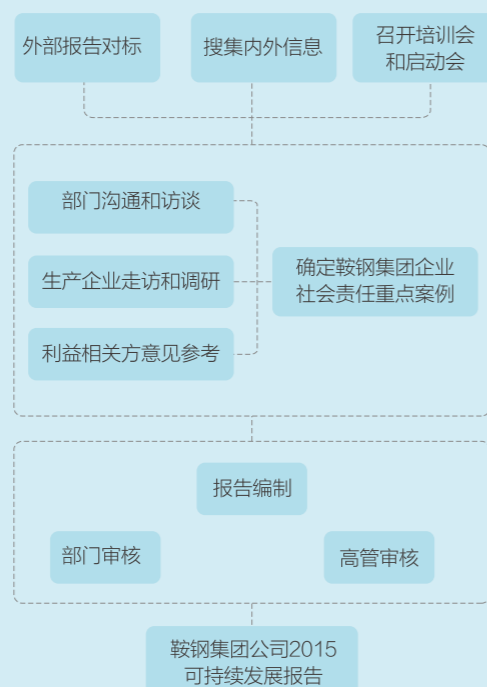 外部报告对标
搜集内外信息
召开培训会
和启动会
部门沟通和访谈
生产企业走访和调研
利益相关方意见参考
确定鞍钢集团企业
社会责任重点案例
报告编制
部门审核
高管审核
鞍钢集团公司2015
可持续发展报告